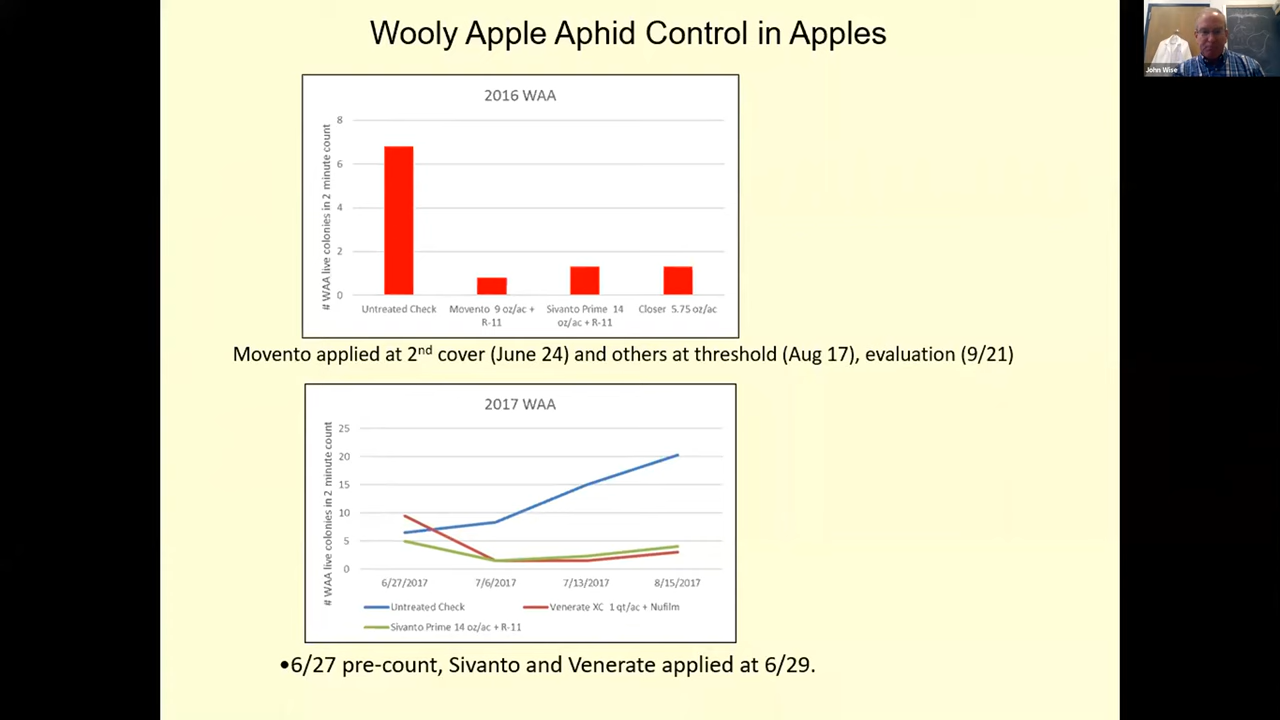 Wooly Apple Aphid Control in Apples
John Wise
2016 WAA
# WAA live colonies in 2 minute count
8
6
4
2
0
Untreated Check
Movento 9 oz/ac +
R-11
Sivanto Prime 14
oz/ac + R-11
Closer 5.75 oz/ac
Movento applied at 2nd cover (June 24) and others at threshold (Aug 17), evaluation (9/21)
2017 WAA
# WAA live colonies in 2 minute count
25
20
15
10
5
0
6/27/2017
7/6/2017
7/13/2017
8/15/2017
Untreated Check
Venerate XC 1 qt/ac + Nufilm
Sivanto Prime 14 oz/ac + R-11
•6/27 pre-count, Sivanto and Venerate applied at 6/29.